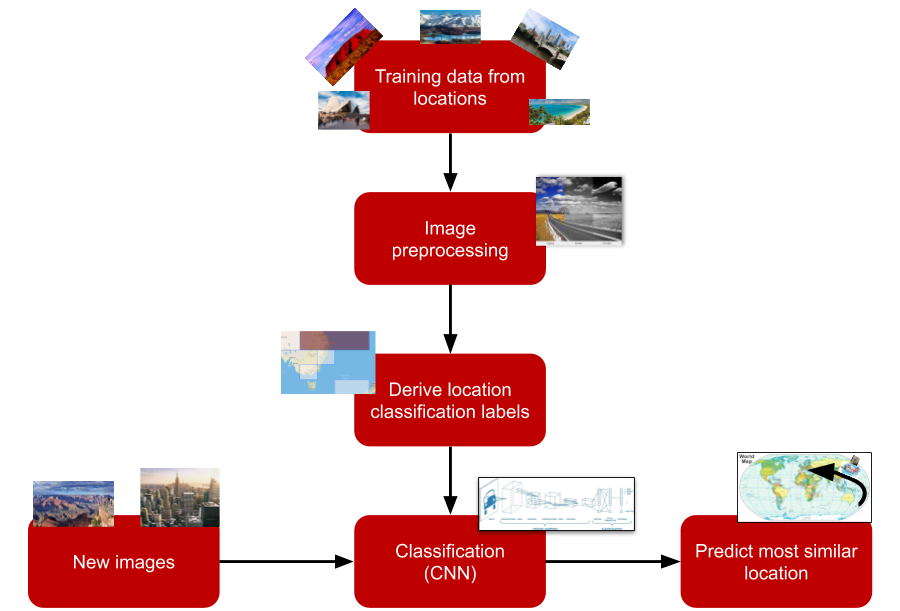 Training data from
locations
Image
preprocessing
Derive location
classification labels
New images
Classification
(CNN)
Predict most similar
location
World
Map